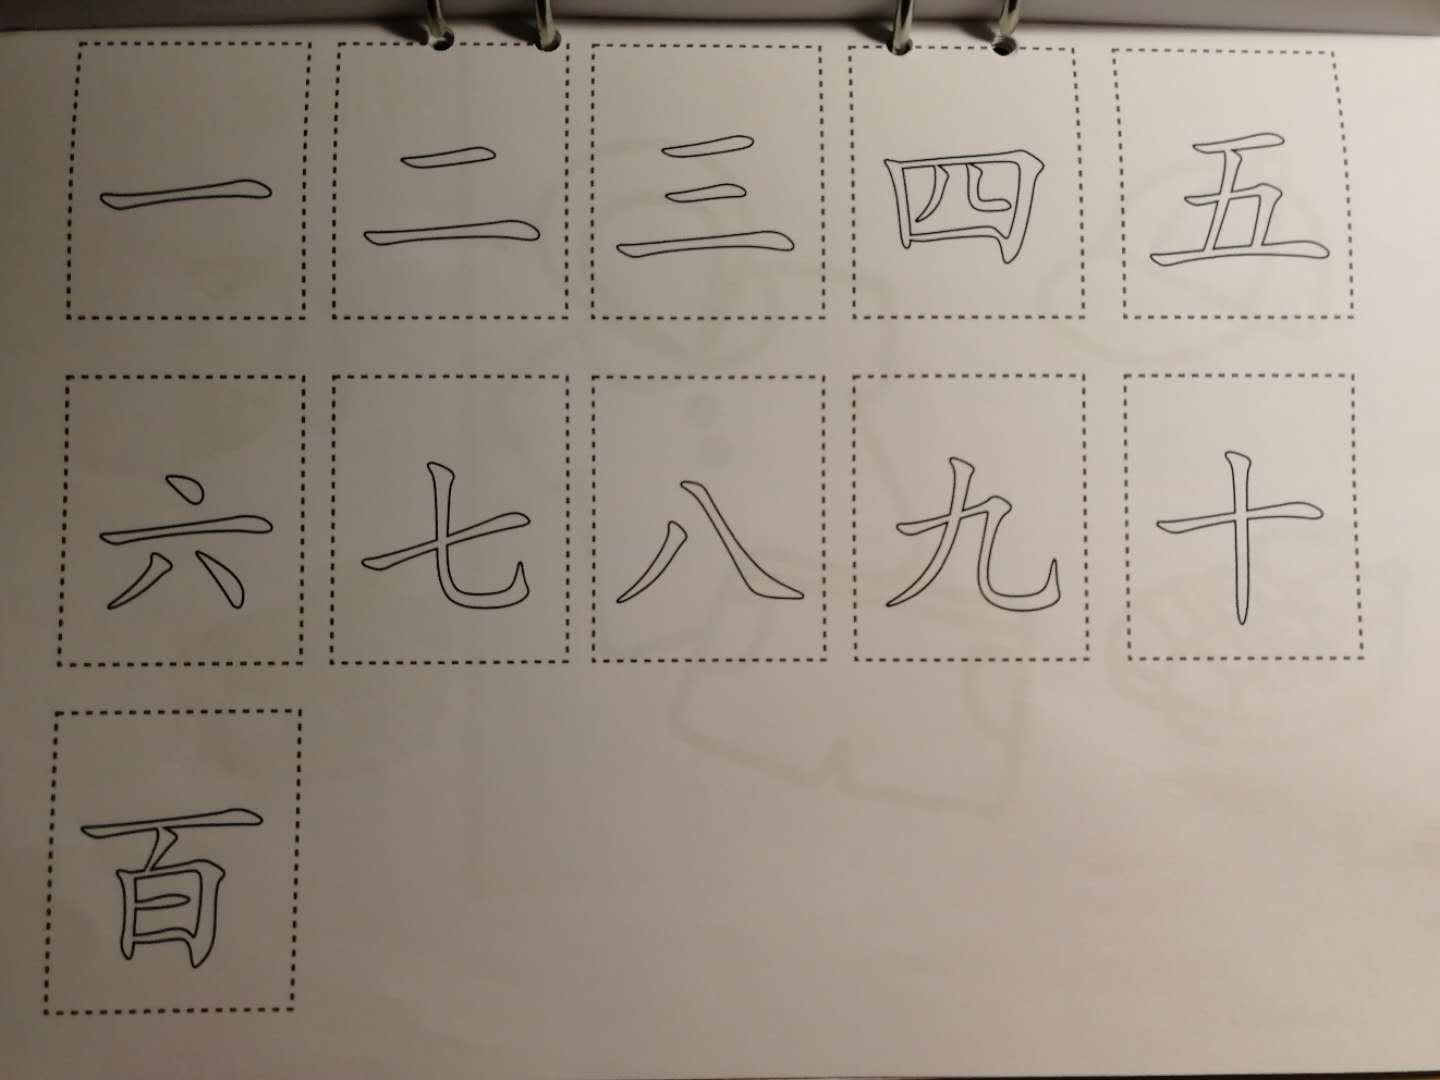 一 二 三 四 五
六 七 八 九 十
百